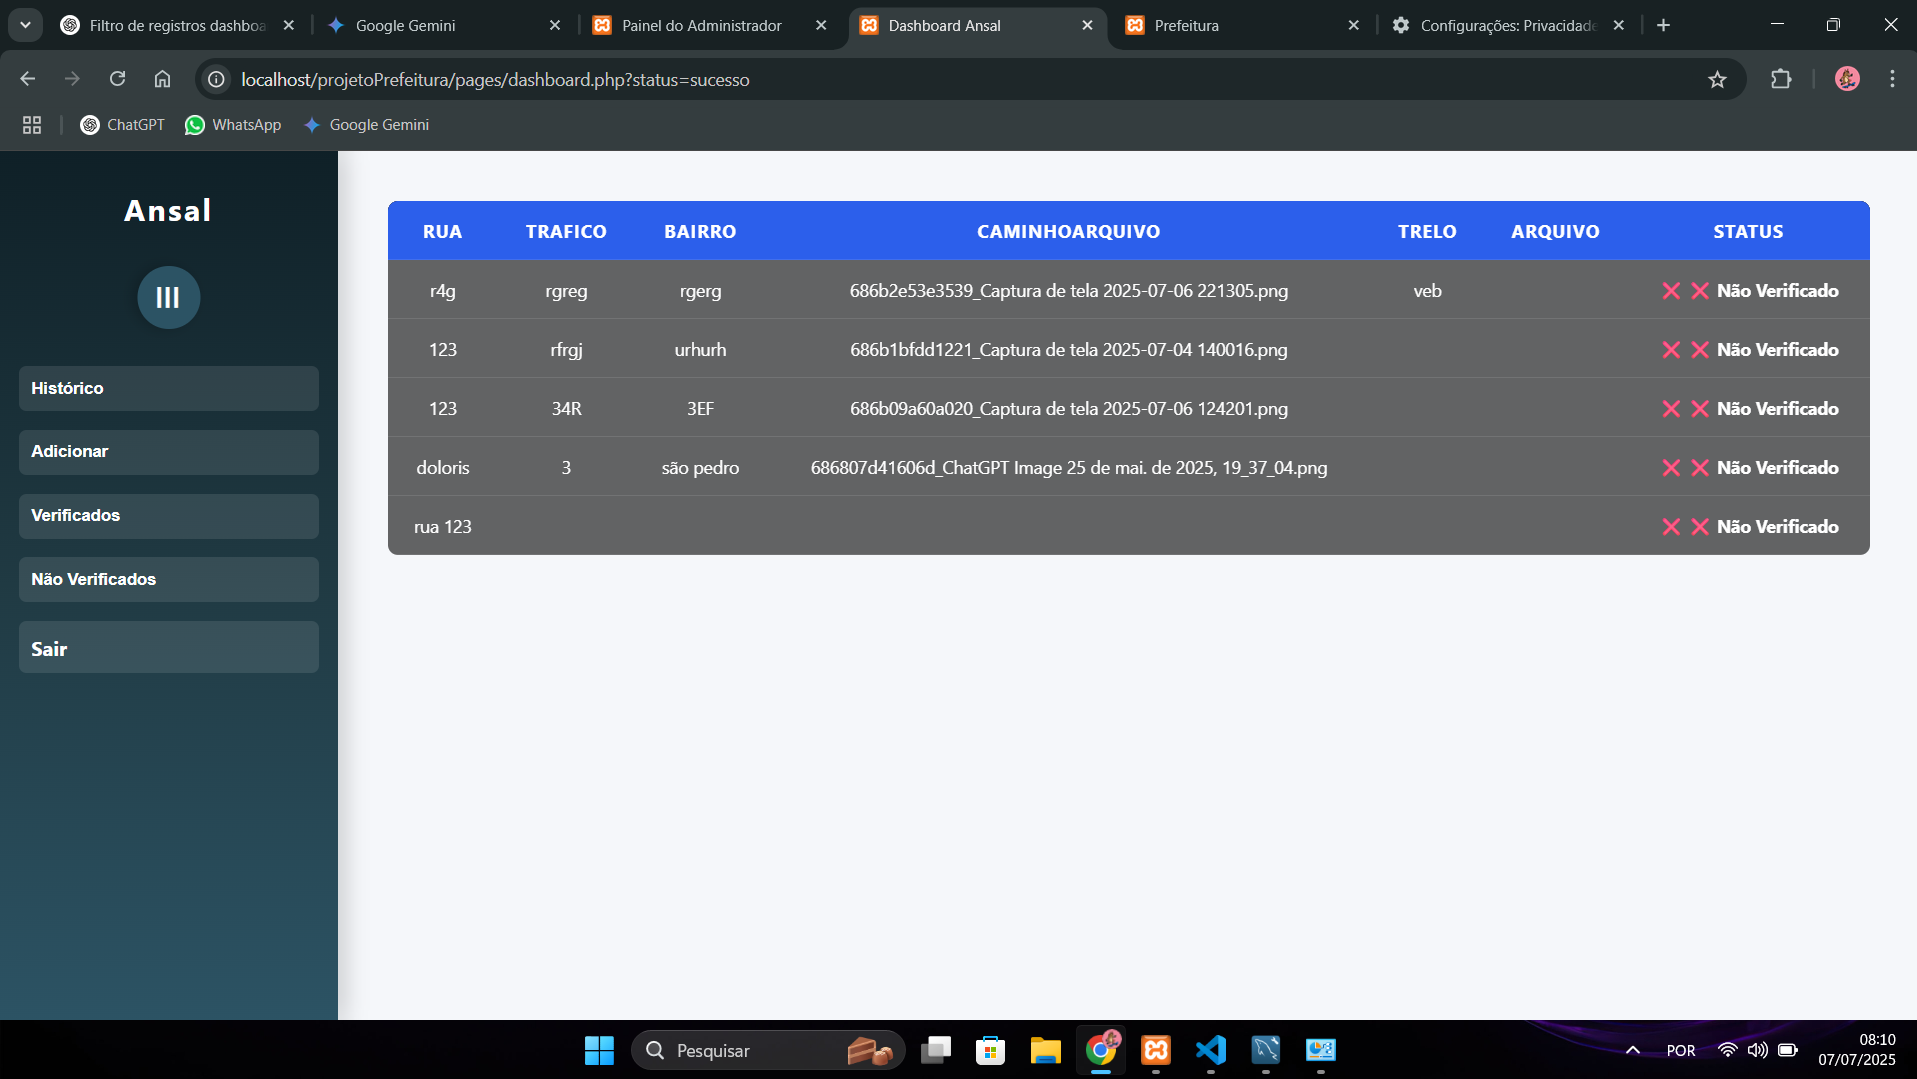 Filtro de registros dashboa
Google Gemini
Painel do Administrador
Dashboard Ansal
Prefeitura
Configurações: Privacidade
localhost/projetoPrefeitura/pages/dashboard.php?status=sucesso
ChatGPT
WhatsApp
Google Gemini
Ansal
III
Histórico
Adicionar
Verificados
Não Verificados
Sair
RUA TRAFICO BAIRRO CAMINHOARQUIVO TRELO ARQUIVO STATUS
r4g rgreg rgerg 686b2e53e3539_Captura de tela 2025-07-06 221305.png veb ❌ ❌ Não Verificado
123 rfrgj urhurh 686b1bfdd1221_Captura de tela 2025-07-04 140016.png ❌ ❌ Não Verificado
123 34R 3EF 686b09a60a020_Captura de tela 2025-07-06 124201.png ❌ ❌ Não Verificado
doloris 3 são pedro 686807d41606d_ChatGPT Image 25 de mai. de 2025, 19_37_04.png ❌ ❌ Não Verificado
rua 123 ❌ ❌ Não Verificado
Pesquisar
POR
08:10
07/07/2025